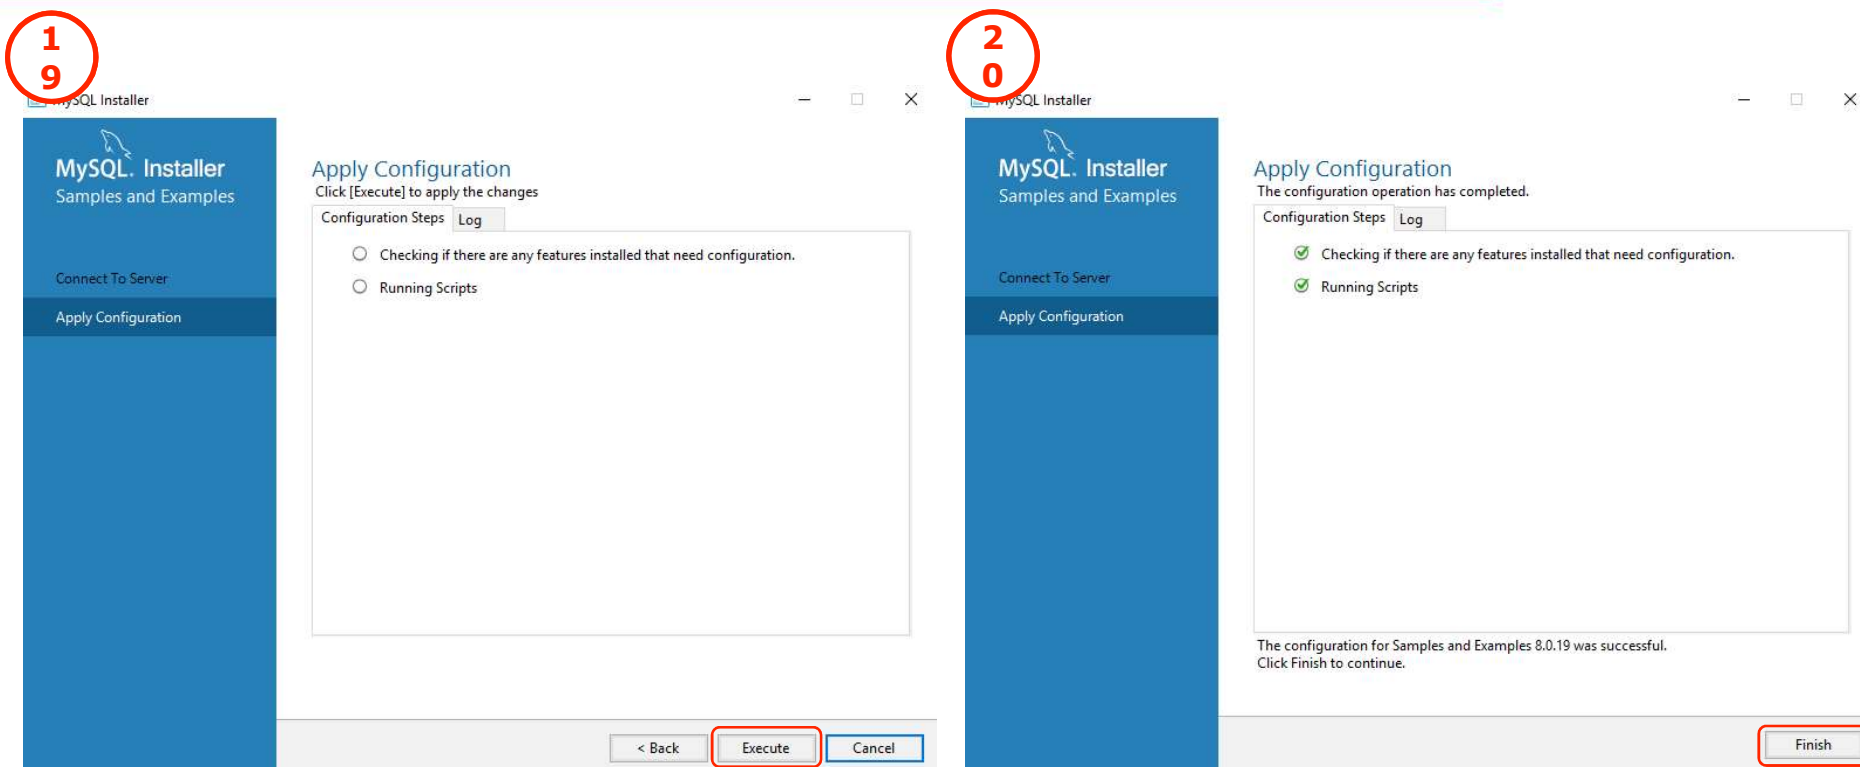 1
9
MySQL Installer
MySQL. Installer
Samples and Examples
Connect To Server
Apply Configuration
Apply Configuration
Click [Execute] to apply the changes
Configuration Steps
Log
Checking if there are any features installed that need configuration.
Running Scripts
< Back
Execute
Cancel
2
0
MySQL Installer
MySQL. Installer
Samples and Examples
Connect To Server
Apply Configuration
Apply Configuration
The configuration operation has completed.
Configuration Steps
Log
Checking if there are any features installed that need configuration.
Running Scripts
The configuration for Samples and Examples 8.0.19 was successful.
Click Finish to continue.
Finish